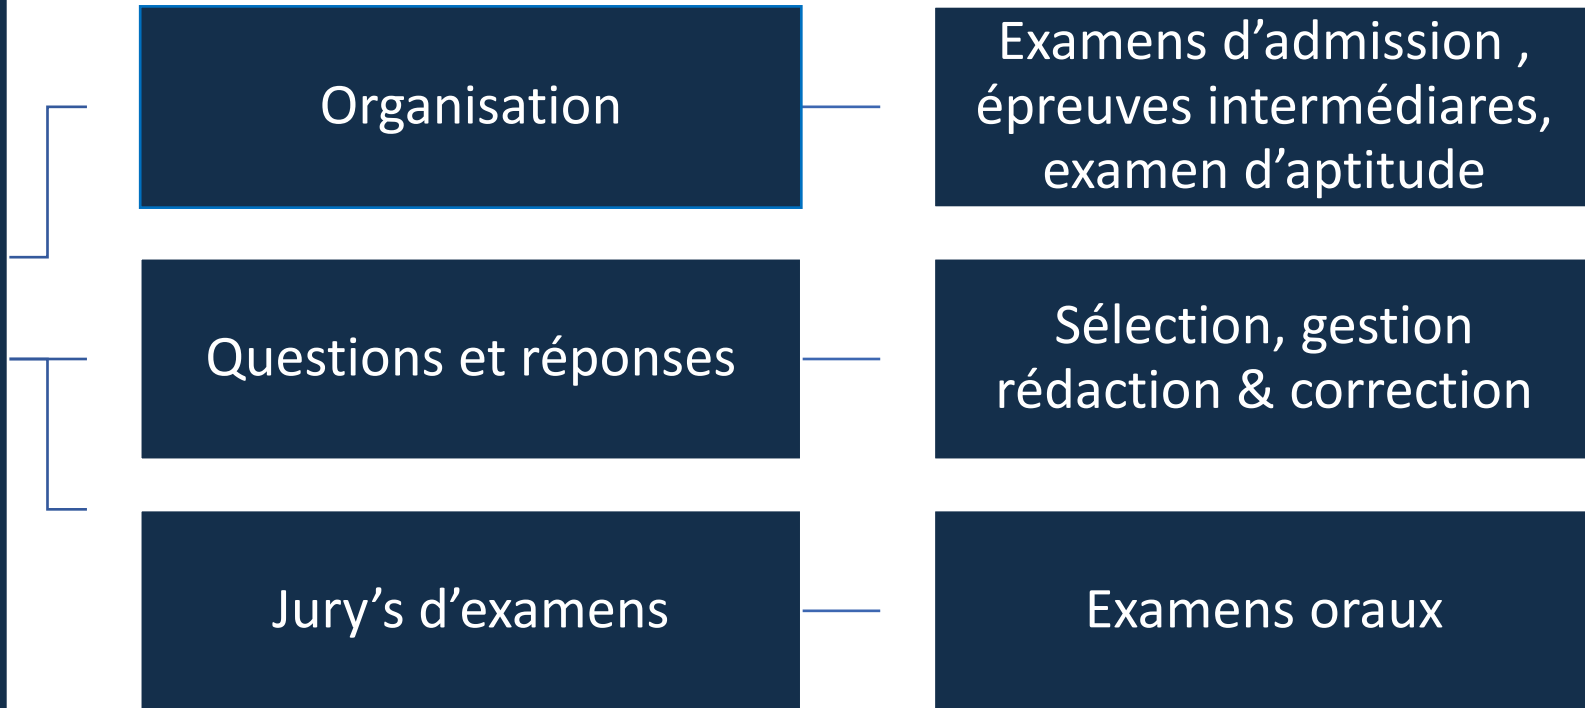 Organisation
Examens d’admission ,
épreuves intermédiares,
examen d’aptitude
Questions et réponses
Sélection, gestion
rédaction & correction
Jury’s d’examens
Examens oraux